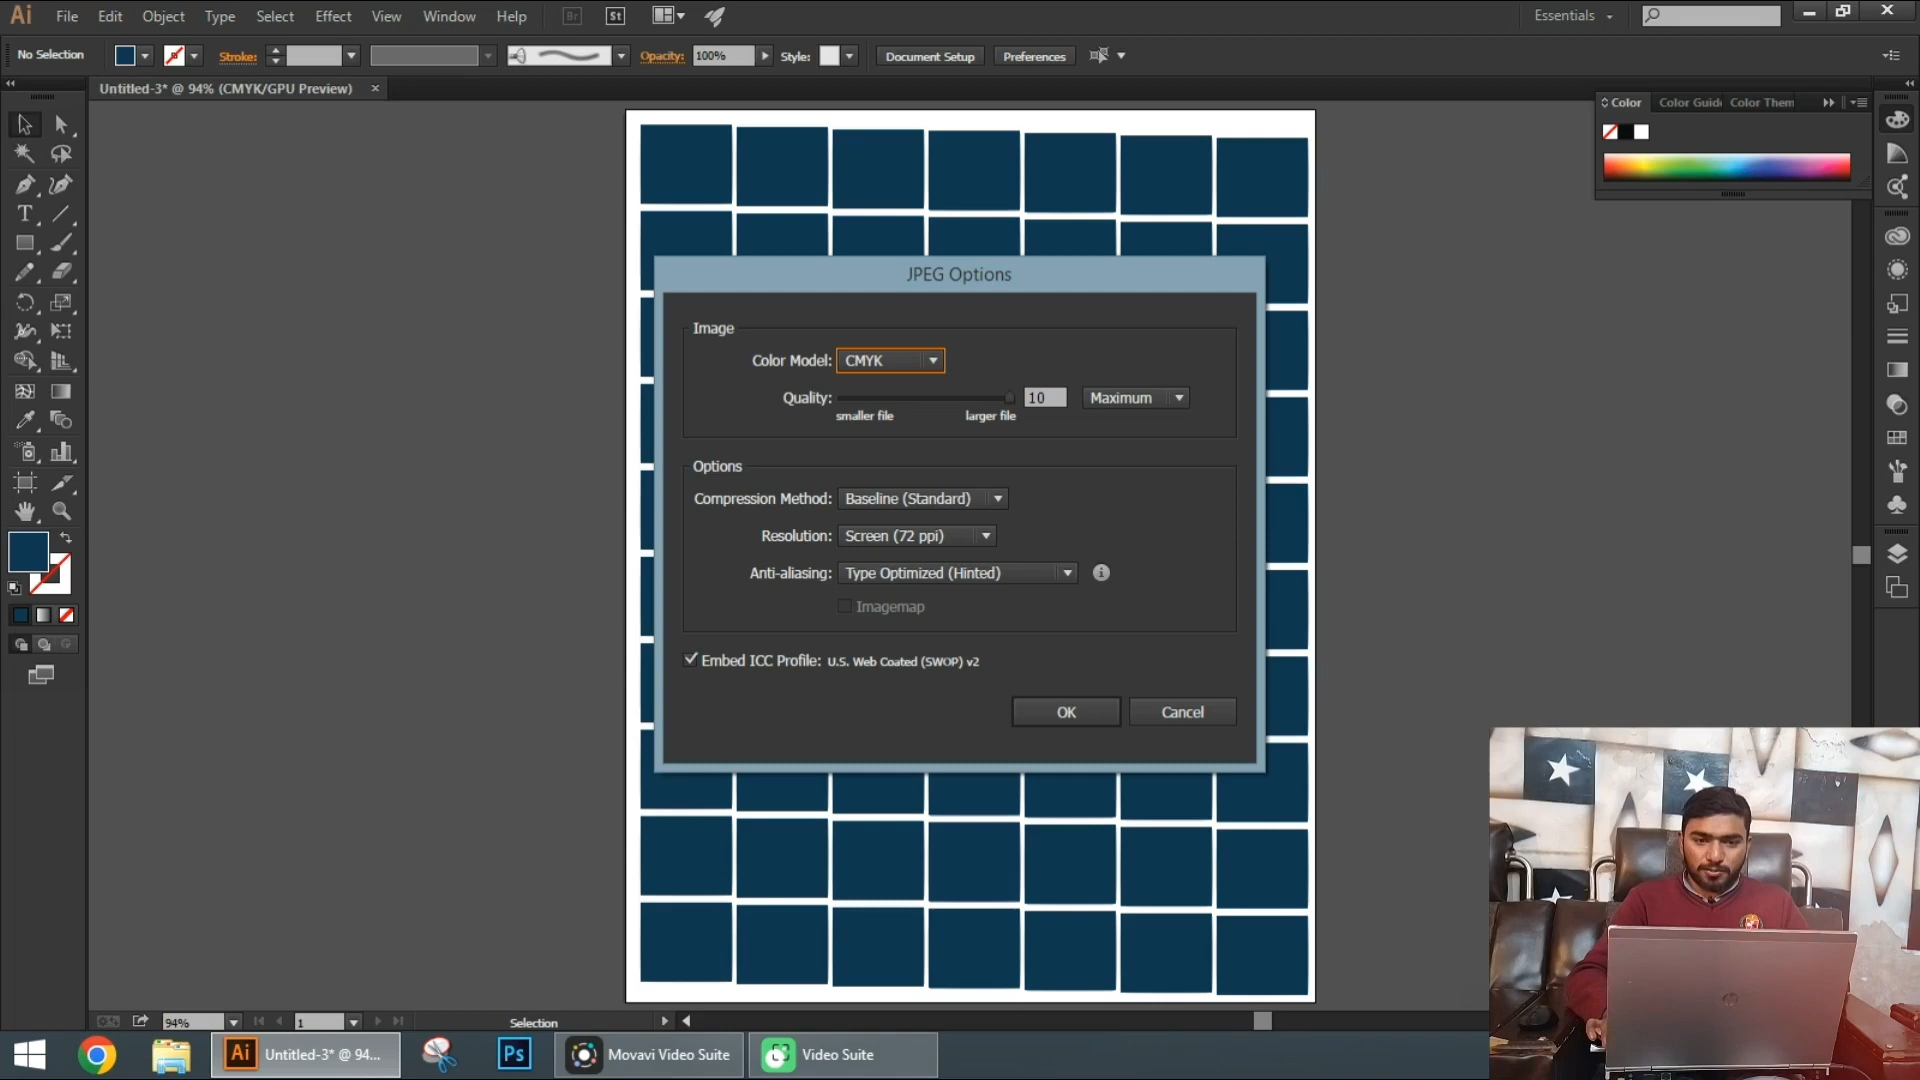 Ai File Edit Object Type Select Effect View Window Help Br St Essentials
No Selection Stroke: Opacity: 100% Style: Document Setup Preferences
Untitled-3* @ 94% (CMYK/GPU Preview) ×
Color Color Guid Color Them
T
JPEG Options
Image
Color Model: CMYK
Quality: 10 Maximum
smaller file larger file
Options
Compression Method: Baseline (Standard)
Resolution: Screen (72 ppi)
Anti-aliasing: Type Optimized (Hinted)
Imagemap
Embed ICC Profile: U.S. Web Coated (SWOP) v2
OK Cancel
94% 1 Selection
Ai Untitled-3* @ 94... Ps Movavi Video Suite Video Suite